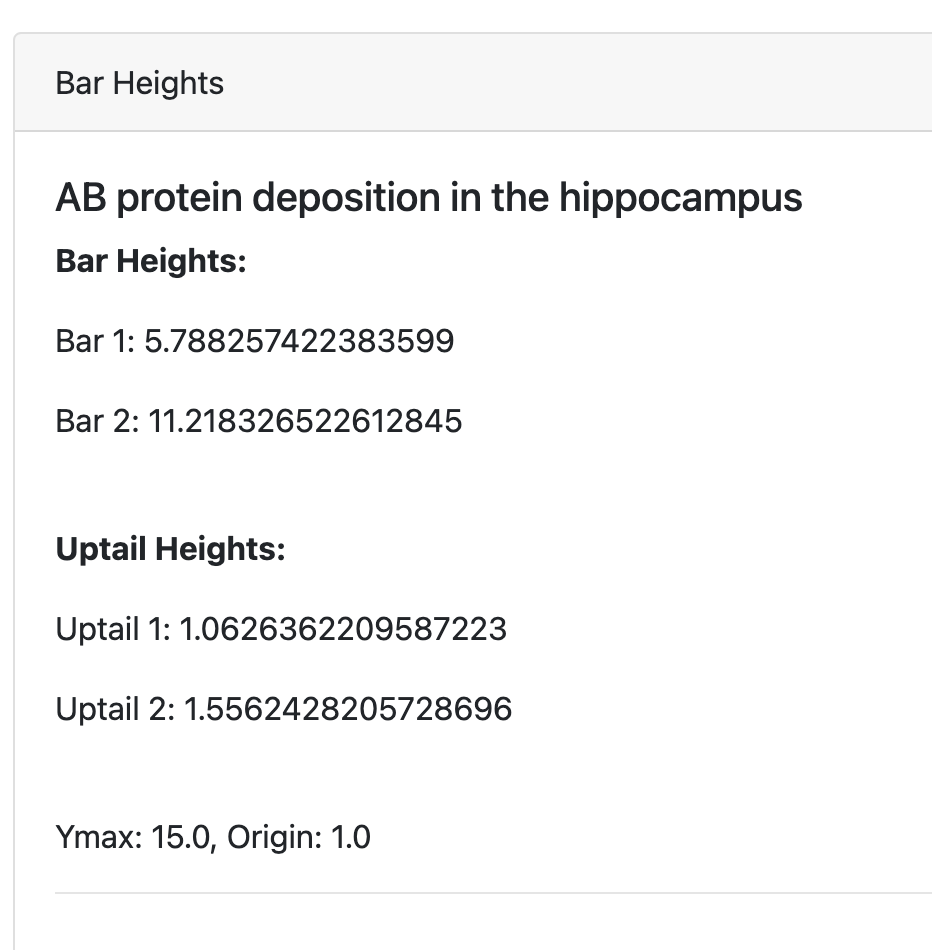 Bar Heights
AB protein deposition in the hippocampus
Bar Heights:
Bar 1: 5.788257422383599
Bar 2: 11.218326522612845
Uptail Heights:
Uptail 1: 1.0626362209587223
Uptail 2: 1.5562428205728696
Ymax: 15.0, Origin: 1.0